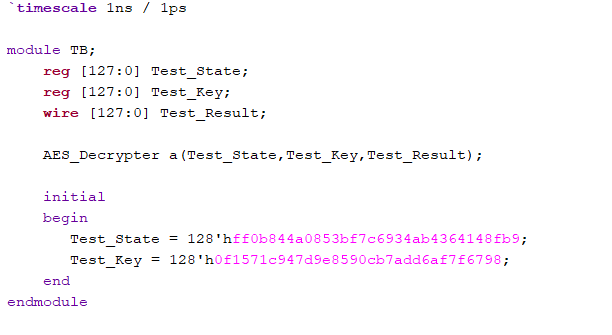 `timescale 1ns / 1ps
module TB;
reg [127:0] Test_State;
reg [127:0] Test_Key;
wire [127:0] Test_Result;
AES_Decrypter a(Test_State,Test_Key,Test_Result);
initial
begin
Test_State = 128'hff0b844a0853bf7c6934ab4364148fb9;
Test_Key = 128'h0f1571c947d9e8590cb7add6af7f6798;
end
endmodule